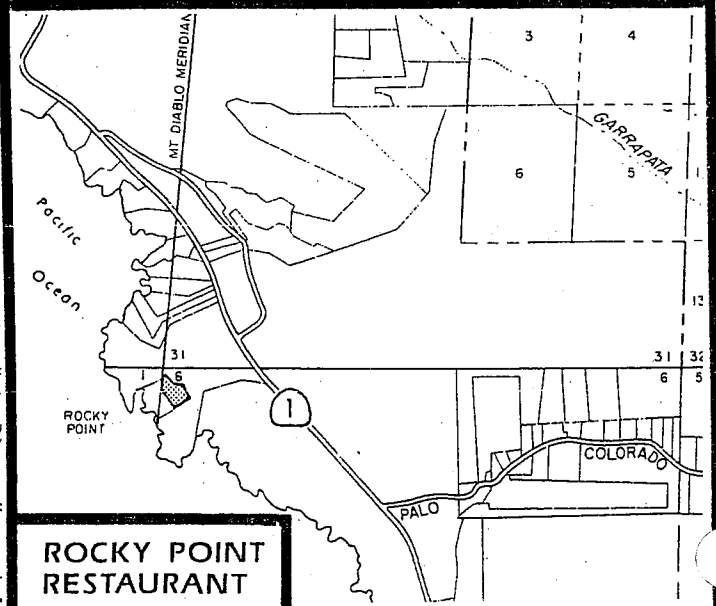 3
4
MT DIABLO MERIDIAN
GARRAPATA
6
5
Pacific
Ocean
13
31
31
32
1
6
6
5
ROCKY
POINT
1
COLORADO
PALO
ROCKY POINT
RESTAURANT